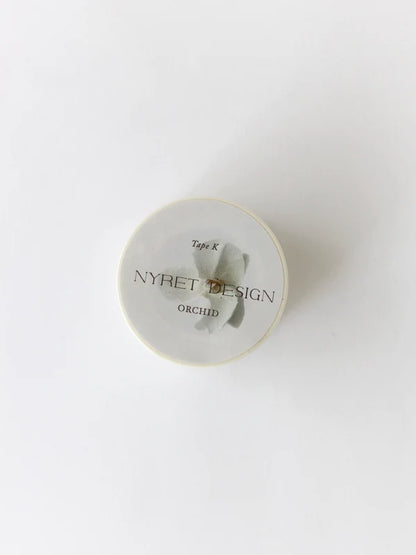 Tape K
NYRET DESIGN
ORCHID